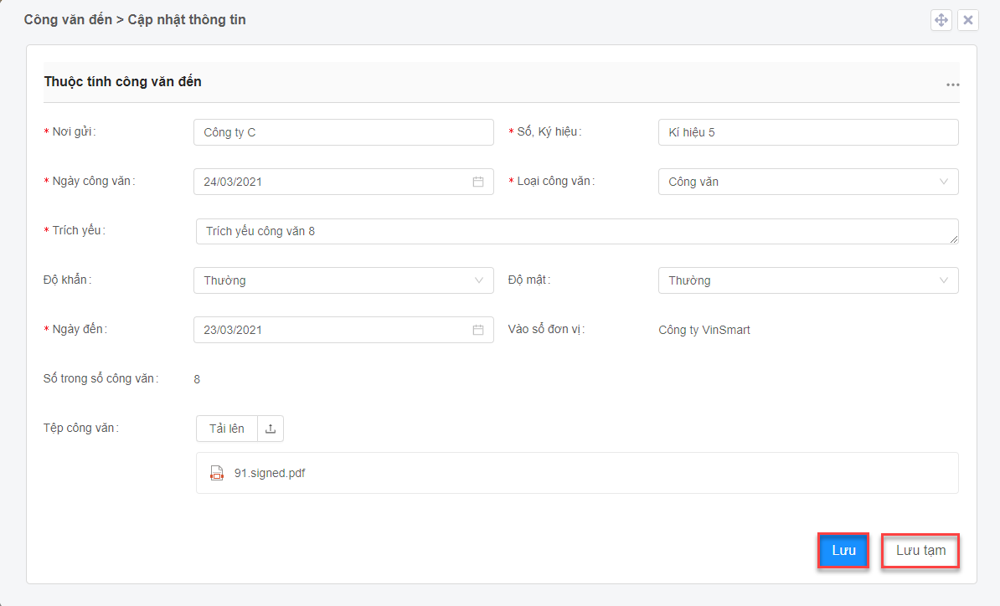 Công văn đến > Cập nhật thông tin
Thuộc tính công văn đến
* Nơi gửi: Công ty C * Số, Ký hiệu: Kí hiệu 5
* Ngày công văn: 24/03/2021 * Loại công văn: Công văn
* Trích yếu: Trích yếu công văn 8
Độ khẩn: Thường Độ mật: Thường
* Ngày đến: 23/03/2021 Vào sổ đơn vị: Công ty VinSmart
Số trong sổ công văn: 8
Tệp công văn: Tải lên
91.signed.pdf
Lưu Lưu tạm